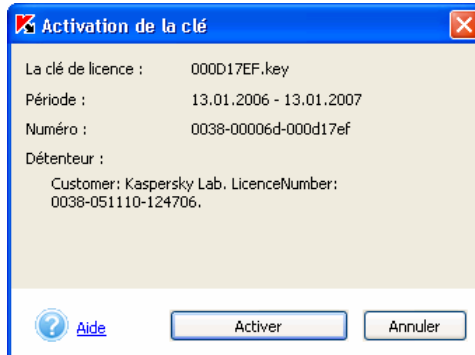 Activation de la clé
La clé de licence : 000D17EF.key
Période : 13.01.2006 - 13.01.2007
Numéro : 0038-00006d-000d17ef
Détenteur :
Customer: Kaspersky Lab. LicenceNumber:
0038-051110-124706.
Aide Activer Annuler